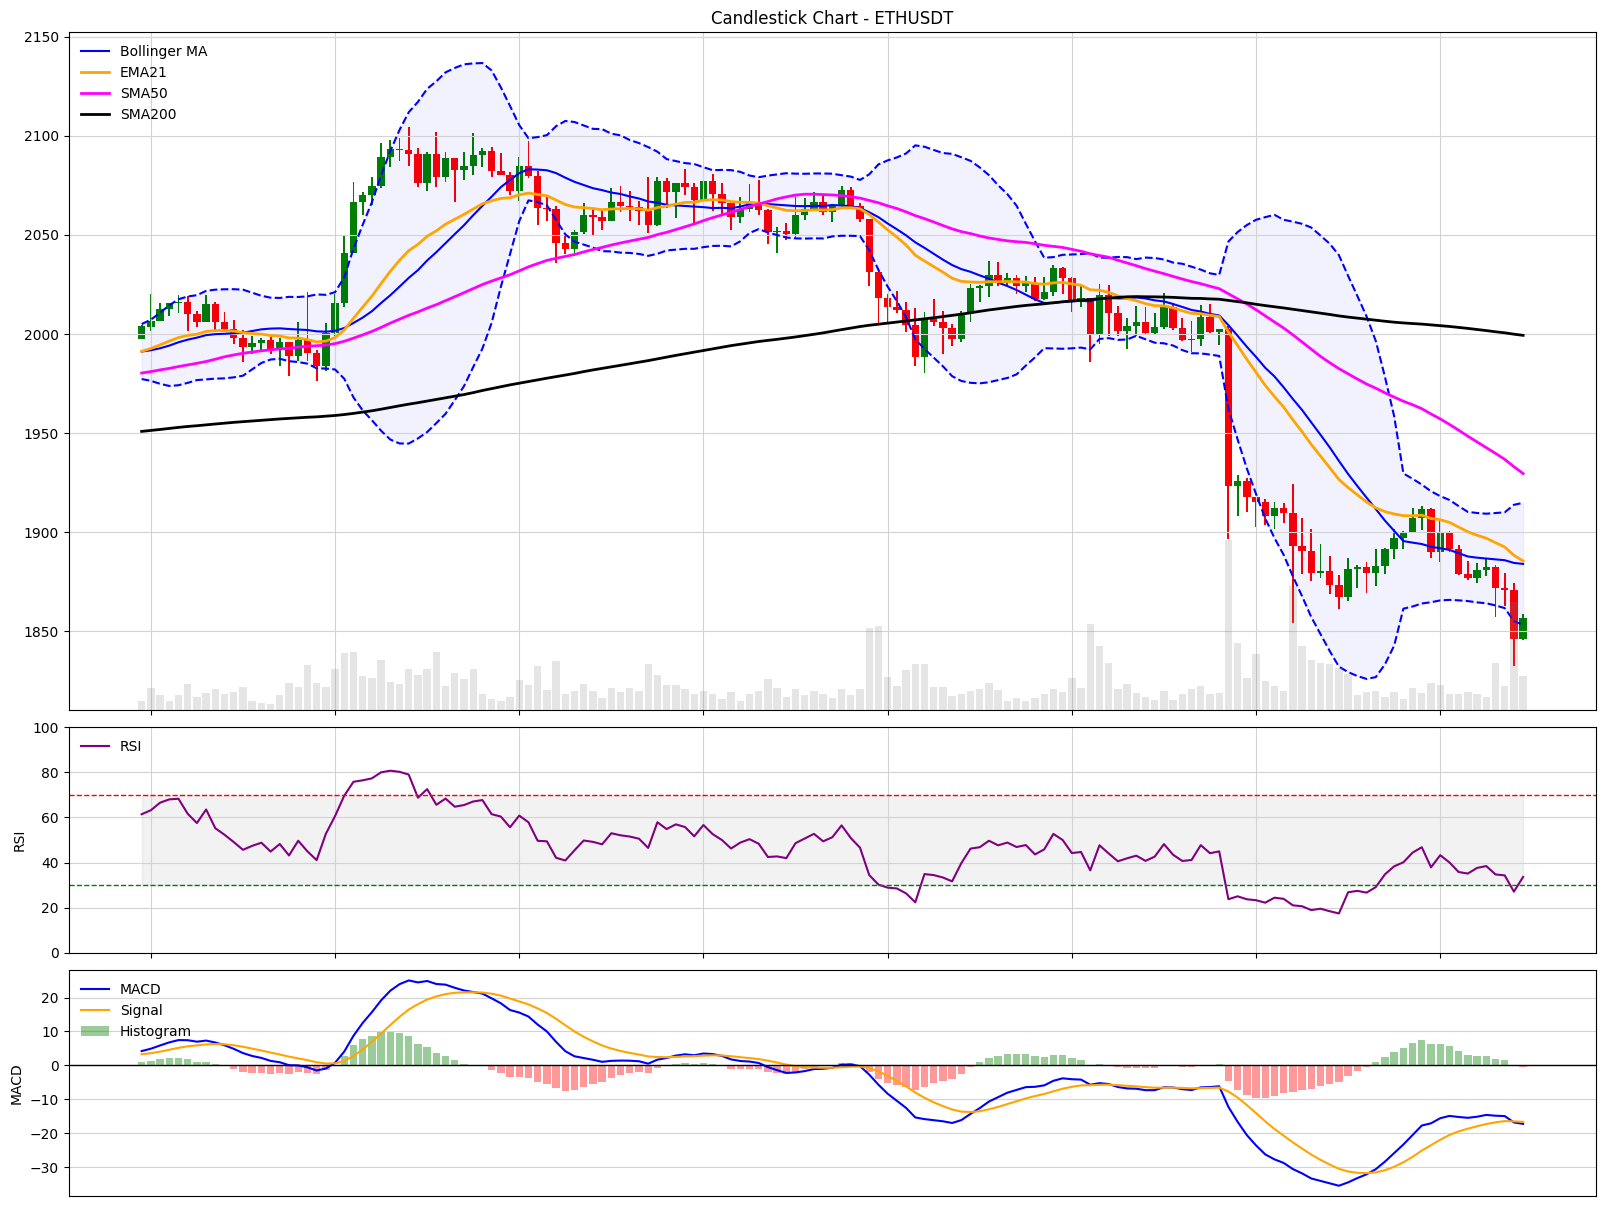 Candlestick Chart - ETHUSDT
2150
2100
2050
2000
1950
1900
1850
Bollinger MA
EMA21
SMA50
SMA200
100
80
60
40
20
0
RSI
RSI
20
10
0
−10
−20
−30
MACD
MACD
Signal
Histogram